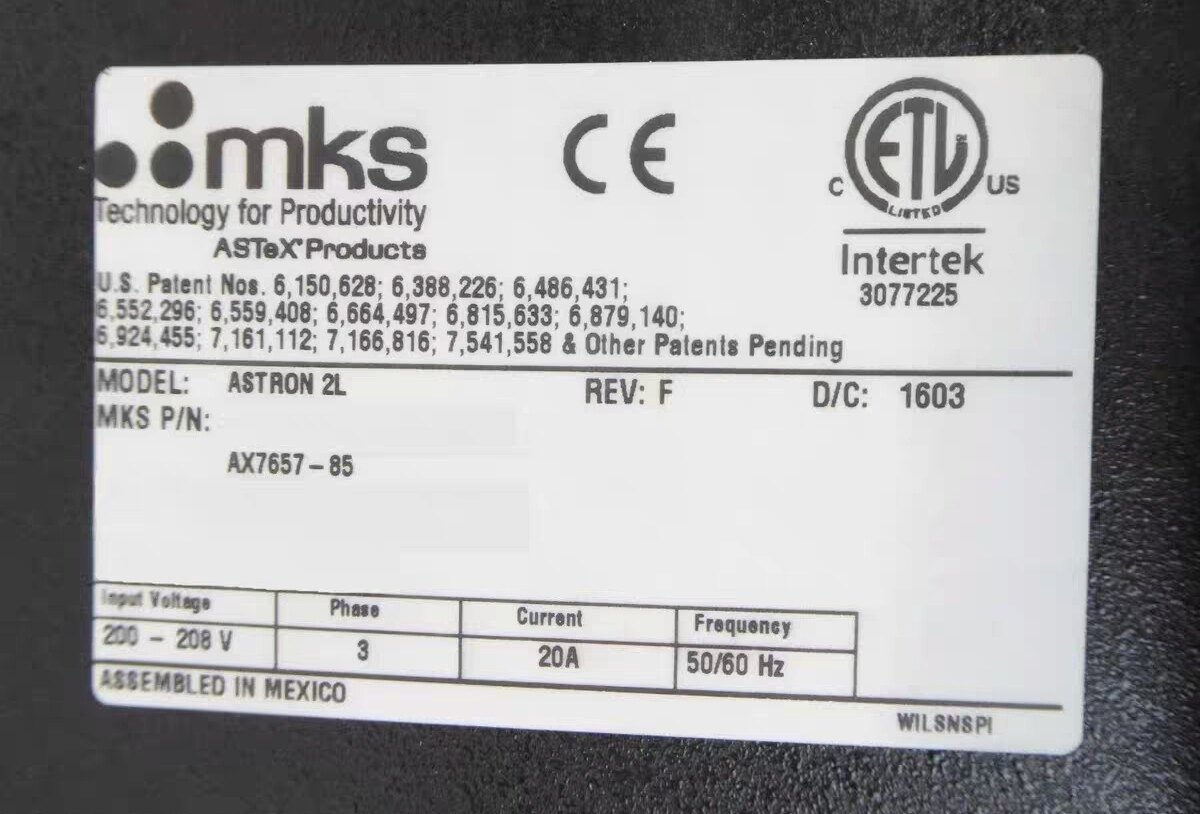 mks
CE
ETL
LISTED
C US
Technology for Productivity
ASTeX® Products
Intertek
3077225
U.S. Patent Nos. 6,150,628; 6,388,226; 6,486,431;
6,552,296; 6,559,408; 6,664,497; 6,815,633; 6,879,140;
6,924,455; 7,161,112; 7,166,816; 7,541,558 & Other Patents Pending
MODEL: ASTRON 2L REV: F D/C: 1603
MKS P/N:
AX7657-85
Input Voltage Phase Current Frequency
200 - 208 V 3 20A 50/60 Hz
ASSEMBLED IN MEXICO
WILSNSPI